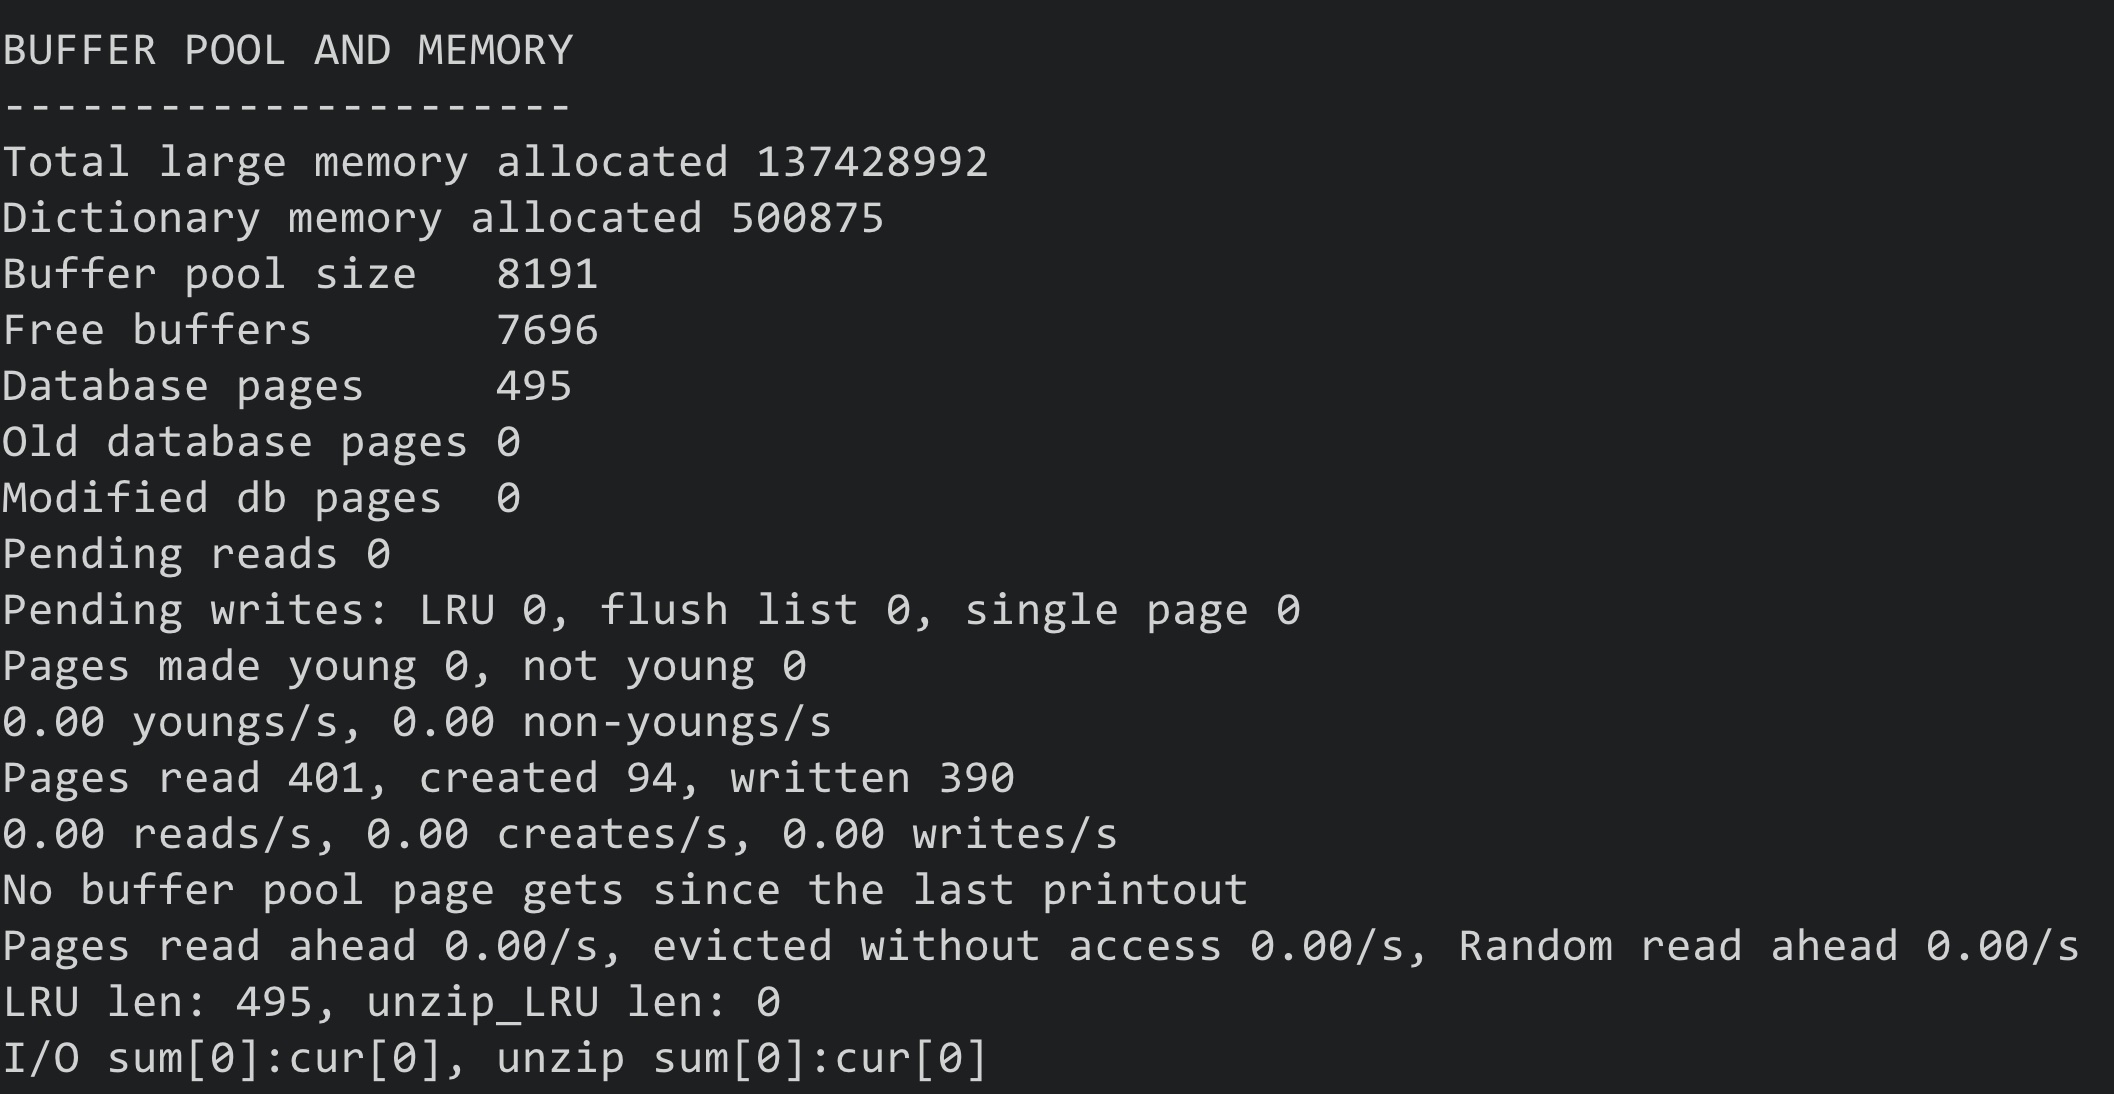 BUFFER POOL AND MEMORY
----------------------
Total large memory allocated 137428992
Dictionary memory allocated 500875
Buffer pool size   8191
Free buffers       7696
Database pages     495
Old database pages 0
Modified db pages  0
Pending reads 0
Pending writes: LRU 0, flush list 0, single page 0
Pages made young 0, not young 0
0.00 youngs/s, 0.00 non-youngs/s
Pages read 401, created 94, written 390
0.00 reads/s, 0.00 creates/s, 0.00 writes/s
No buffer pool page gets since the last printout
Pages read ahead 0.00/s, evicted without access 0.00/s, Random read ahead 0.00/s
LRU len: 495, unzip_LRU len: 0
I/O sum[0]:cur[0], unzip sum[0]:cur[0]